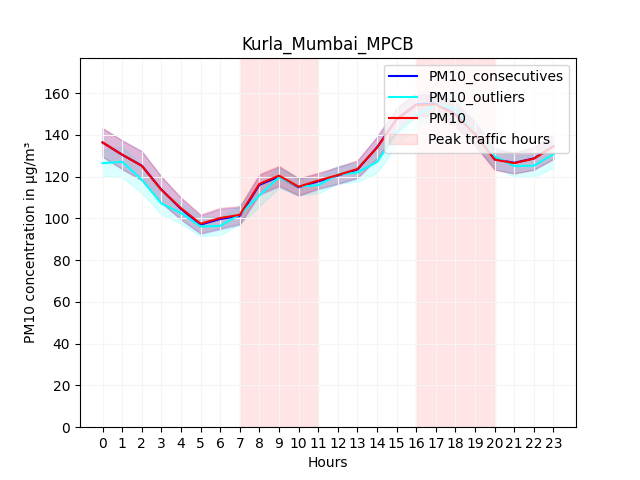 Kurla_Mumbai_MPCB
PM10_consecutives
PM10_outliers
PM10
Peak traffic hours
PM10 concentration in µg/m³
160
140
120
100
80
60
40
20
0
0 1 2 3 4 5 6 7 8 9 10 11 12 13 14 15 16 17 18 19 20 21 22 23
Hours